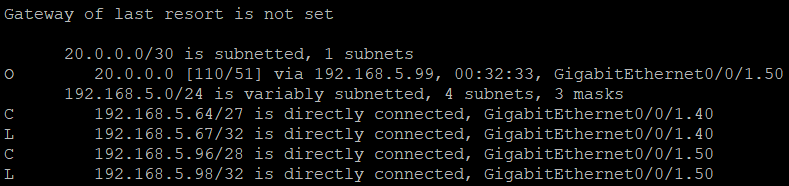 Gateway of last resort is not set
20.0.0.0/30 is subnetted, 1 subnets
O 20.0.0.0 [110/51] via 192.168.5.99, 00:32:33, GigabitEthernet0/0/1.50
192.168.5.0/24 is variably subnetted, 4 subnets, 3 masks
C 192.168.5.64/27 is directly connected, GigabitEthernet0/0/1.40
L 192.168.5.67/32 is directly connected, GigabitEthernet0/0/1.40
C 192.168.5.96/28 is directly connected, GigabitEthernet0/0/1.50
L 192.168.5.98/32 is directly connected, GigabitEthernet0/0/1.50